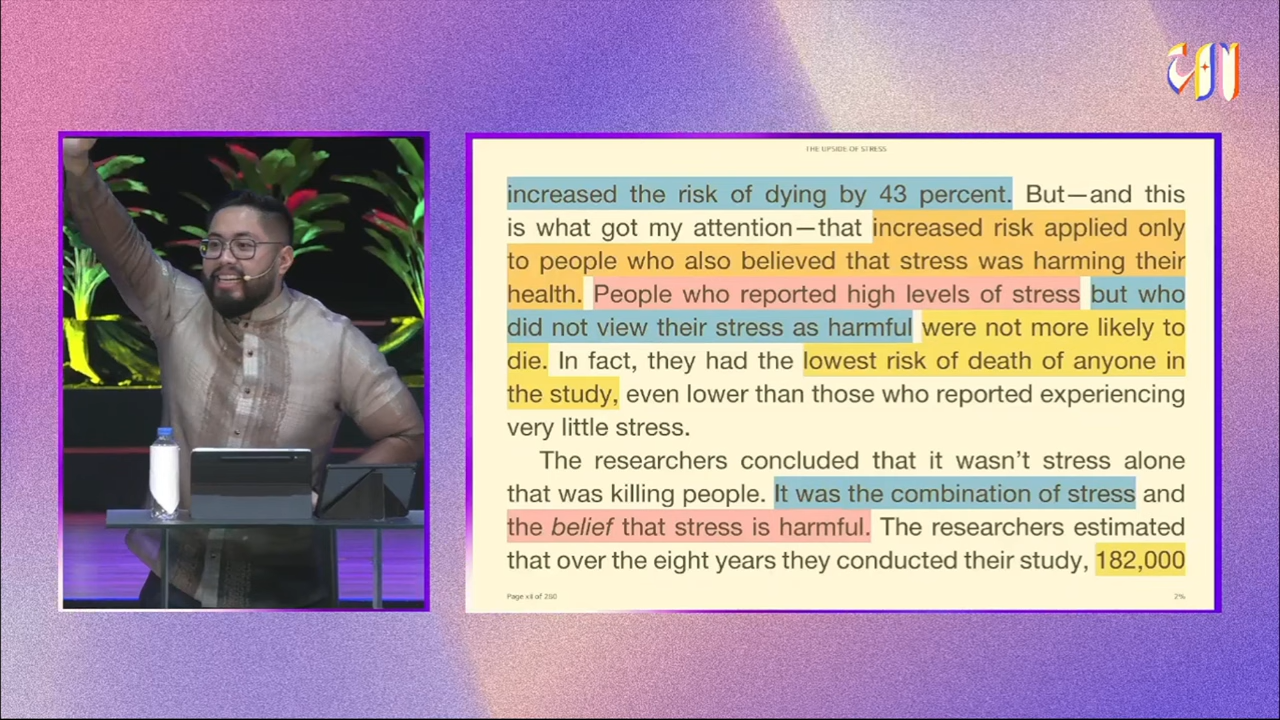 THE UPSIDE OF STRESS
increased the risk of dying by 43 percent. But—and this
is what got my attention—that increased risk applied only
to people who also believed that stress was harming their
health. People who reported high levels of stress but who
did not view their stress as harmful were not more likely to
die. In fact, they had the lowest risk of death of anyone in
the study, even lower than those who reported experiencing
very little stress.
The researchers concluded that it wasn’t stress alone
that was killing people. It was the combination of stress and
the belief that stress is harmful. The researchers estimated
that over the eight years they conducted their study, 182,000
Page xii of 260
2%